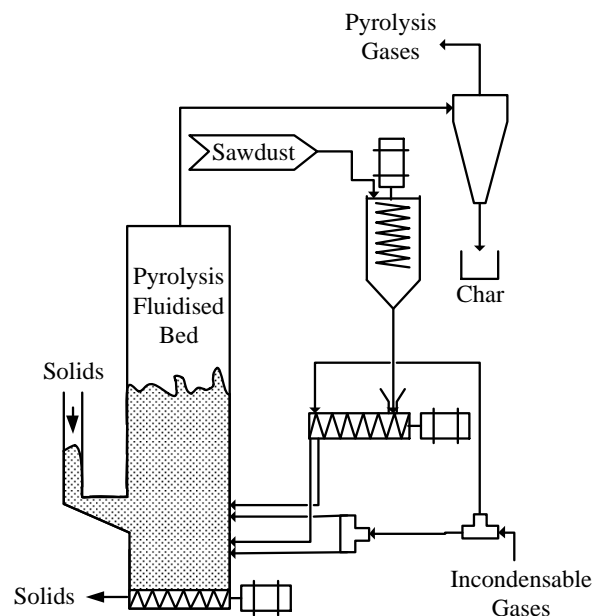 Pyrolysis
Gases
Sawdust
Pyrolysis
Fluidised
Bed
Char
Solids
Solids
Incondensable
Gases